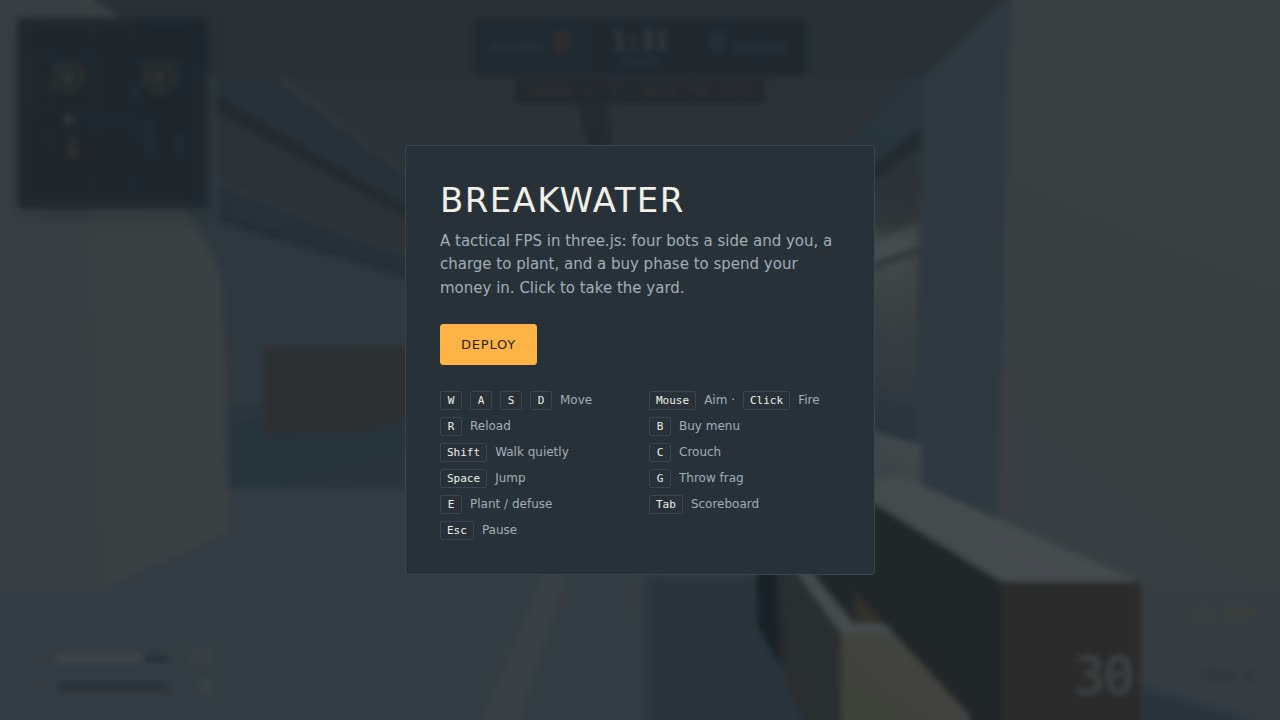 1:31
BREAKWATER
A tactical FPS in three.js: four bots a side and you, a
charge to plant, and a buy phase to spend your
money in. Click to take the yard.
DEPLOY
W A S D Move
Mouse Aim · Click Fire
R Reload
B Buy menu
Shift Walk quietly
C Crouch
Space Jump
G Throw frag
E Plant / defuse
Tab Scoreboard
Esc Pause
30